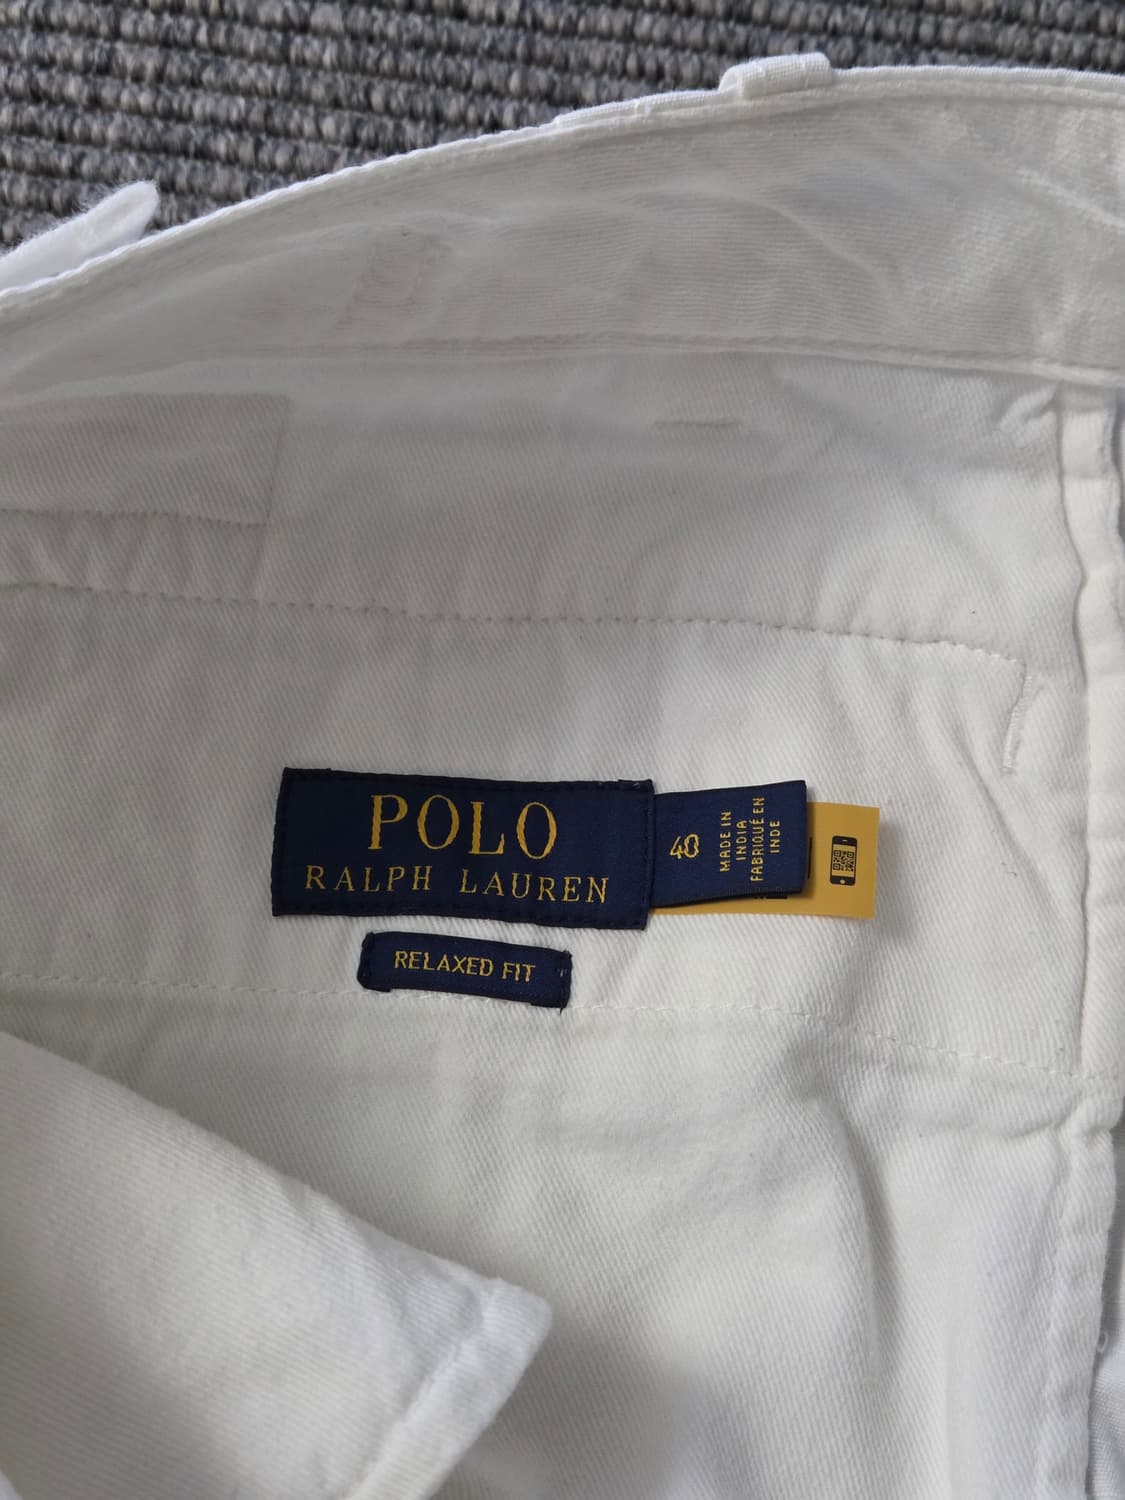 POLO
RALPH LAUREN
40
MADE IN
INDIA
FABRIQUÉ EN
INDE
RELAXED FIT